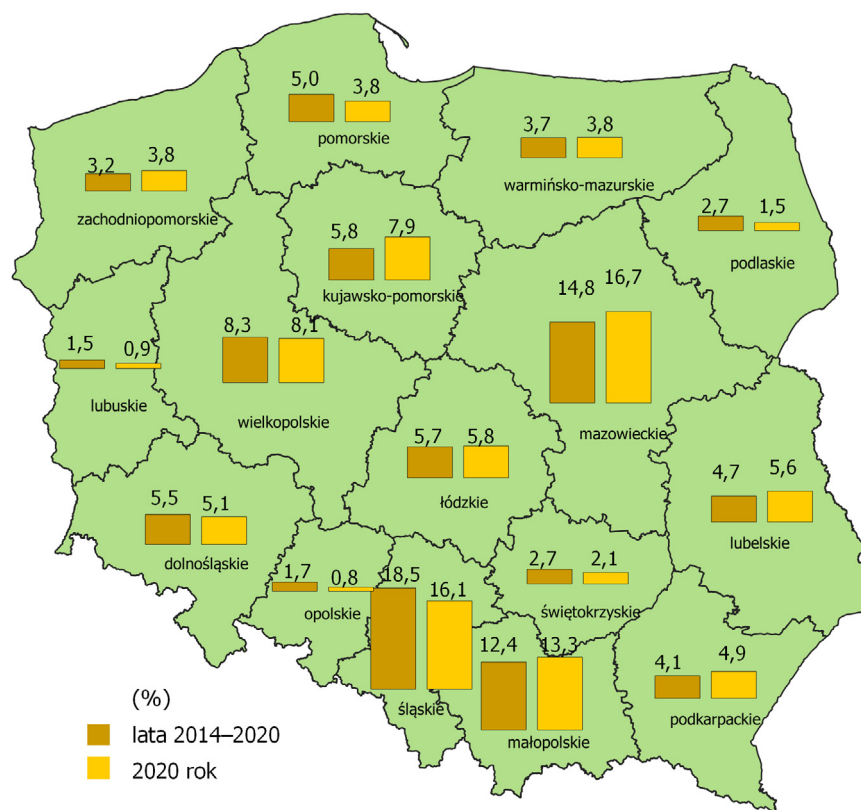 5,0
3,8
pomorskie
3,7
3,8
warmińsko-mazurskie
3,2
3,8
zachodniopomorskie
2,7
1,5
podlaskie
5,8
7,9
kujawsko-pomorskie
14,8
16,7
mazowieckie
1,5
0,9
lubuskie
8,3
8,1
wielkopolskie
5,7
5,8
łódzkie
4,7
5,6
lubelskie
5,5
5,1
dolnośląskie
1,7
0,8
opolskie
18,5
16,1
śląskie
2,7
2,1
świętokrzyskie
12,4
13,3
małopolskie
4,1
4,9
podkarpackie
(%)
lata 2014–2020
2020 rok